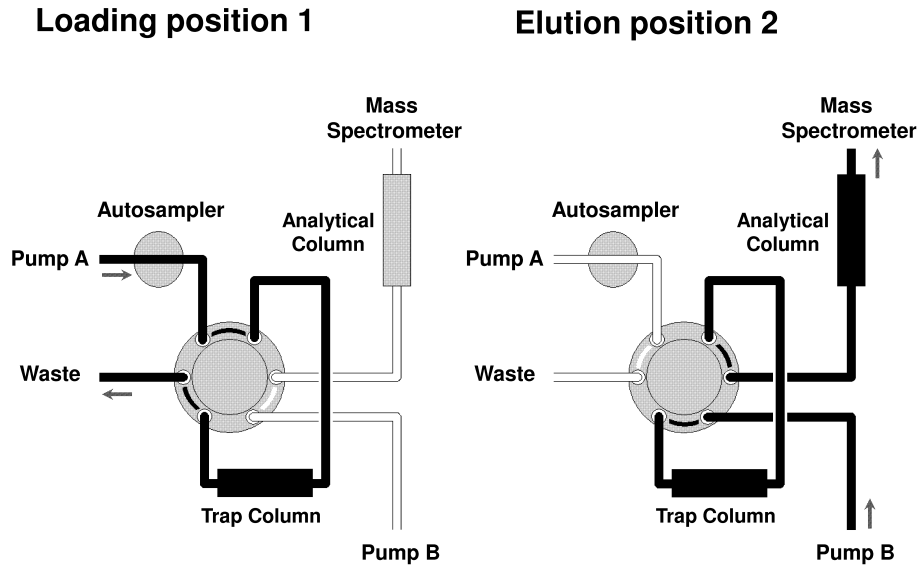 Loading position 1
Mass
Spectrometer
Autosampler
Analytical
Column
Pump A
Waste
Trap Column
Pump B
Elution position 2
Mass
Spectrometer
Autosampler
Analytical
Column
Pump A
Waste
Trap Column
Pump B